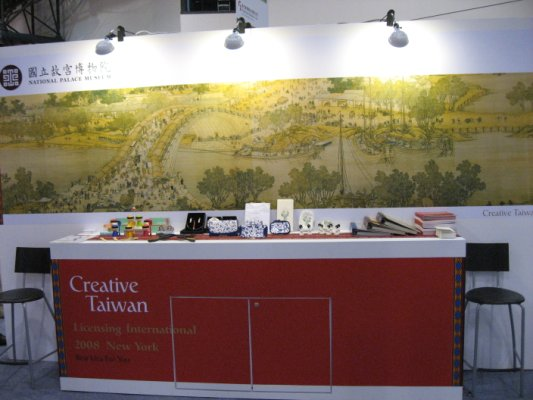 國立故宮博物院
NATIONAL PALACE MUSEUM
Creative Taiwan
Creative
Taiwan
Licensing International
2008 New York